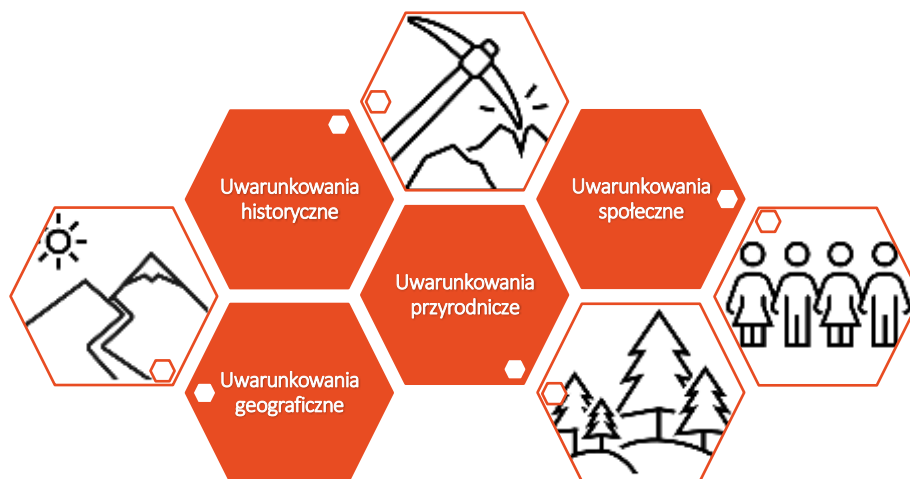 Uwarunkowania
historyczne
Uwarunkowania
społeczne
Uwarunkowania
przyrodnicze
Uwarunkowania
geograficzne